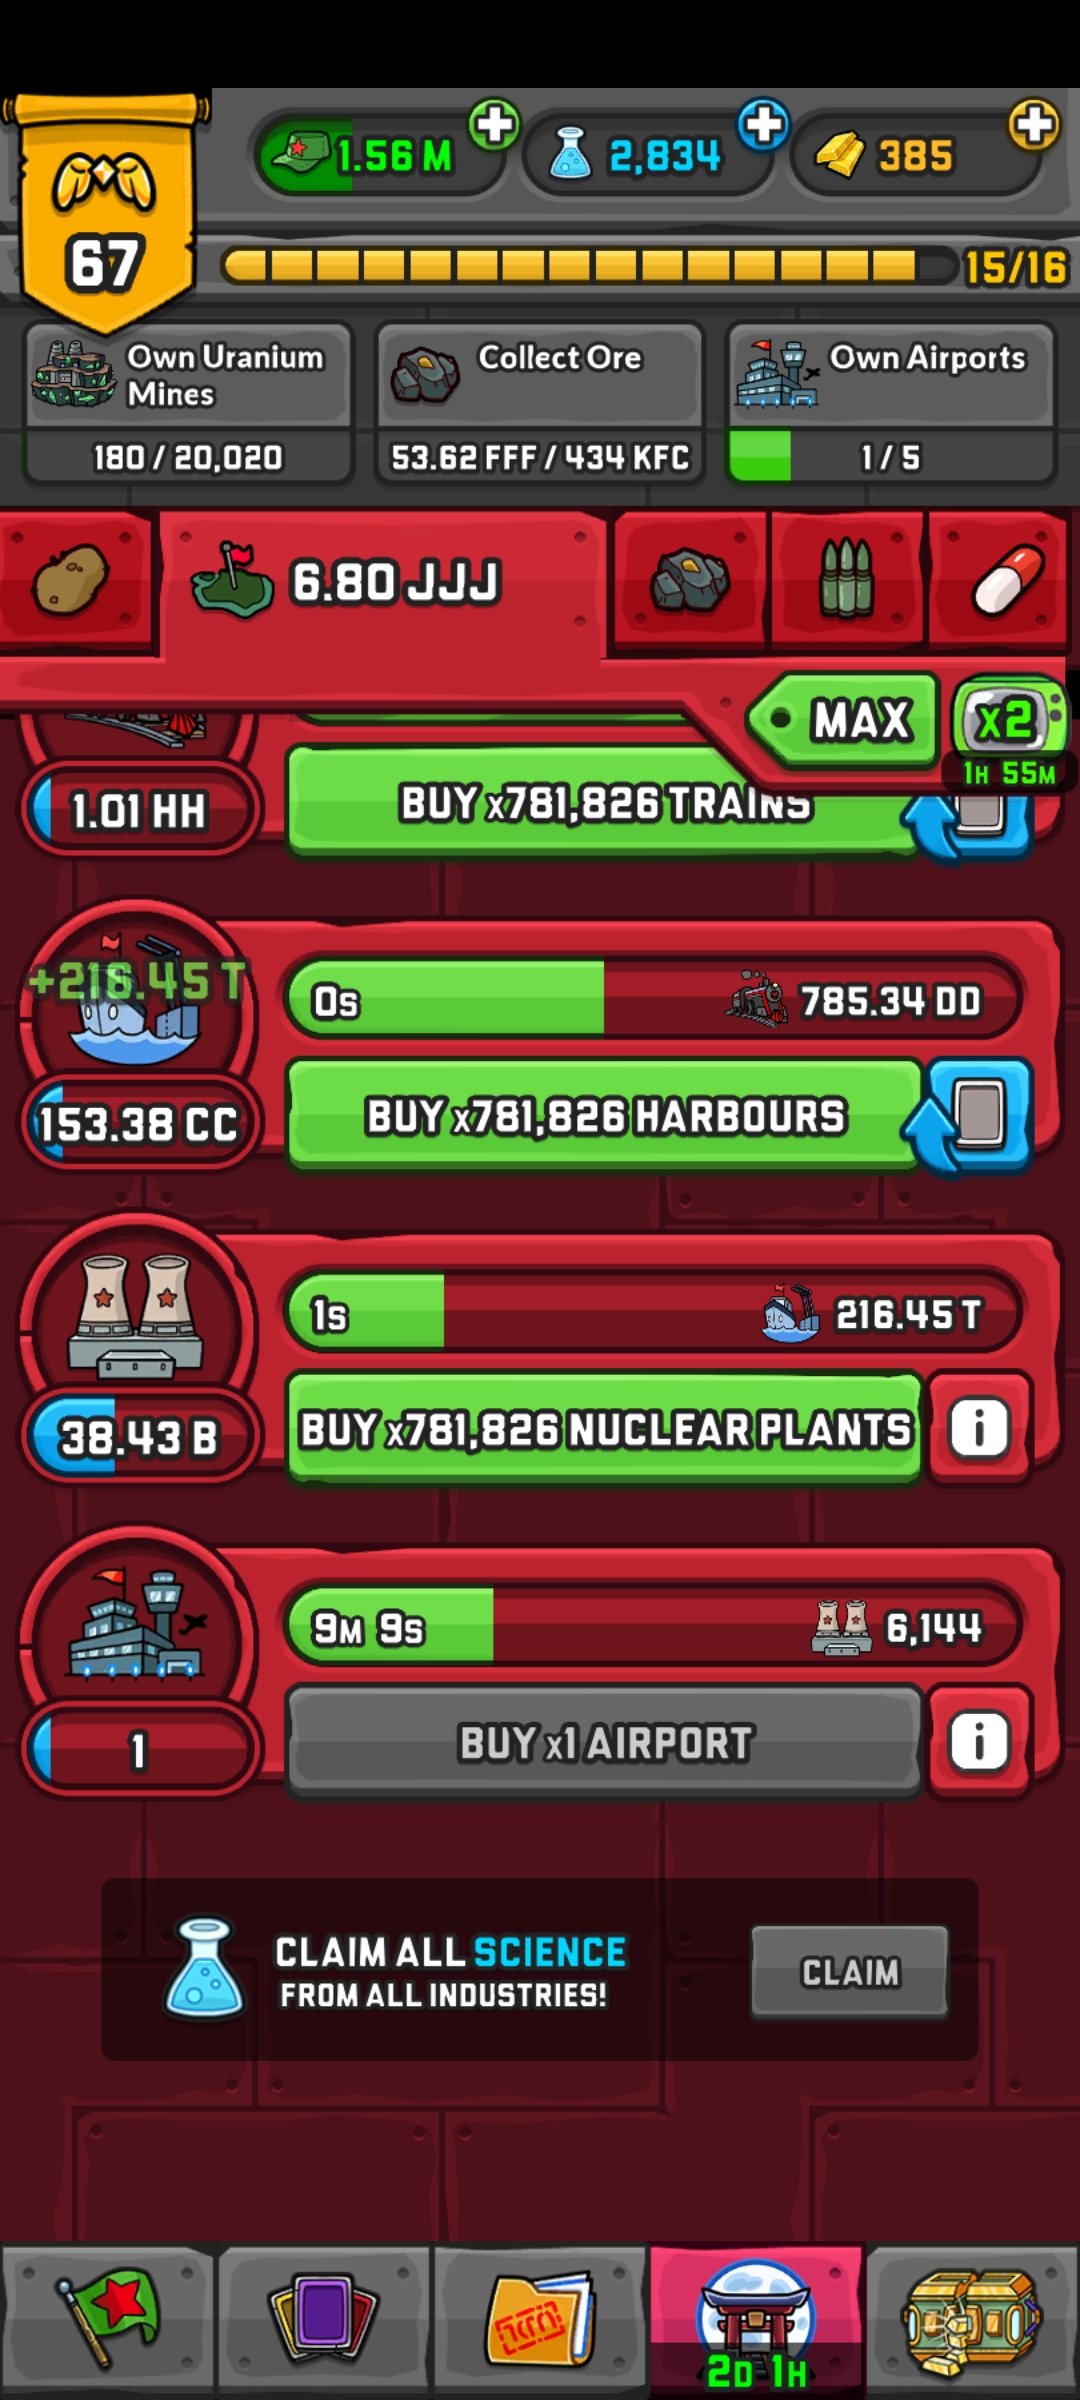 67
1.56 M
2,834
385
15/16
Own Uranium
Mines
180 / 20,020
Collect Ore
53.62 FFF / 434 KFC
Own Airports
1 / 5
6.80 JJJ
MAX
x2
1H 55M
1.01 HH
BUY x781,826 TRAINS
+216.45 T
153.38 CC
0s
785.34 DD
BUY x781,826 HARBOURS
38.43 B
1s
216.45 T
BUY x781,826 NUCLEAR PLANTS
i
1
9M 9s
6,144
BUY x1 AIRPORT
i
CLAIM ALL SCIENCE
FROM ALL INDUSTRIES!
CLAIM
2D 1H